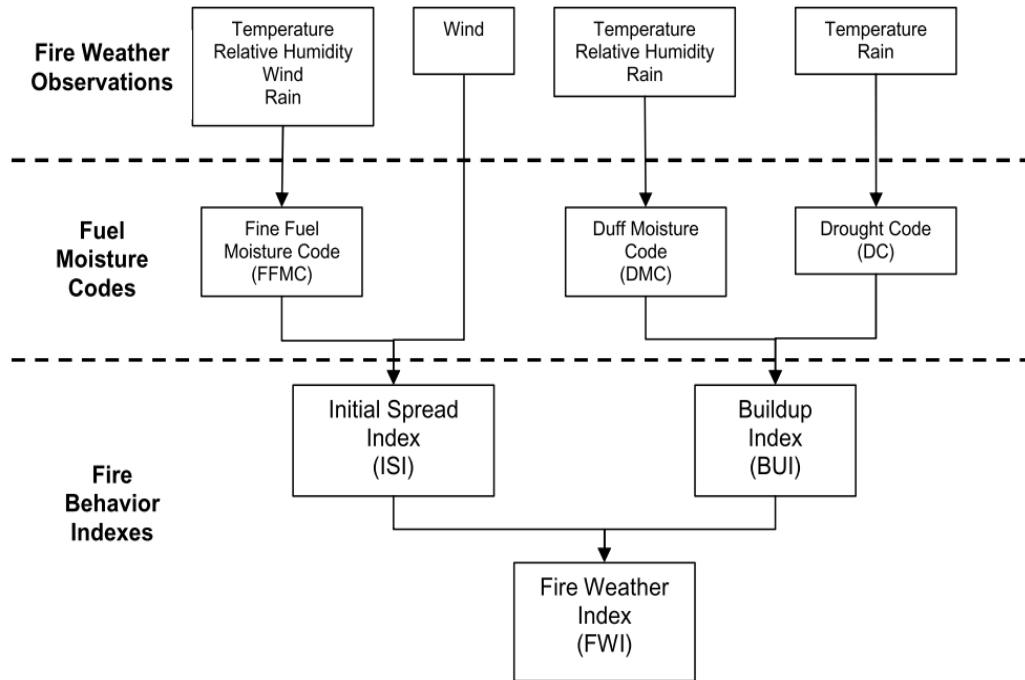 Fire Weather
Observations
Temperature
Relative Humidity
Wind
Rain
Wind
Temperature
Relative Humidity
Rain
Temperature
Rain
Fuel
Moisture
Codes
Fine Fuel
Moisture Code
(FFMC)
Duff Moisture
Code
(DMC)
Drought Code
(DC)
Fire
Behavior
Indexes
Initial Spread
Index
(ISI)
Buildup
Index
(BUI)
Fire Weather
Index
(FWI)